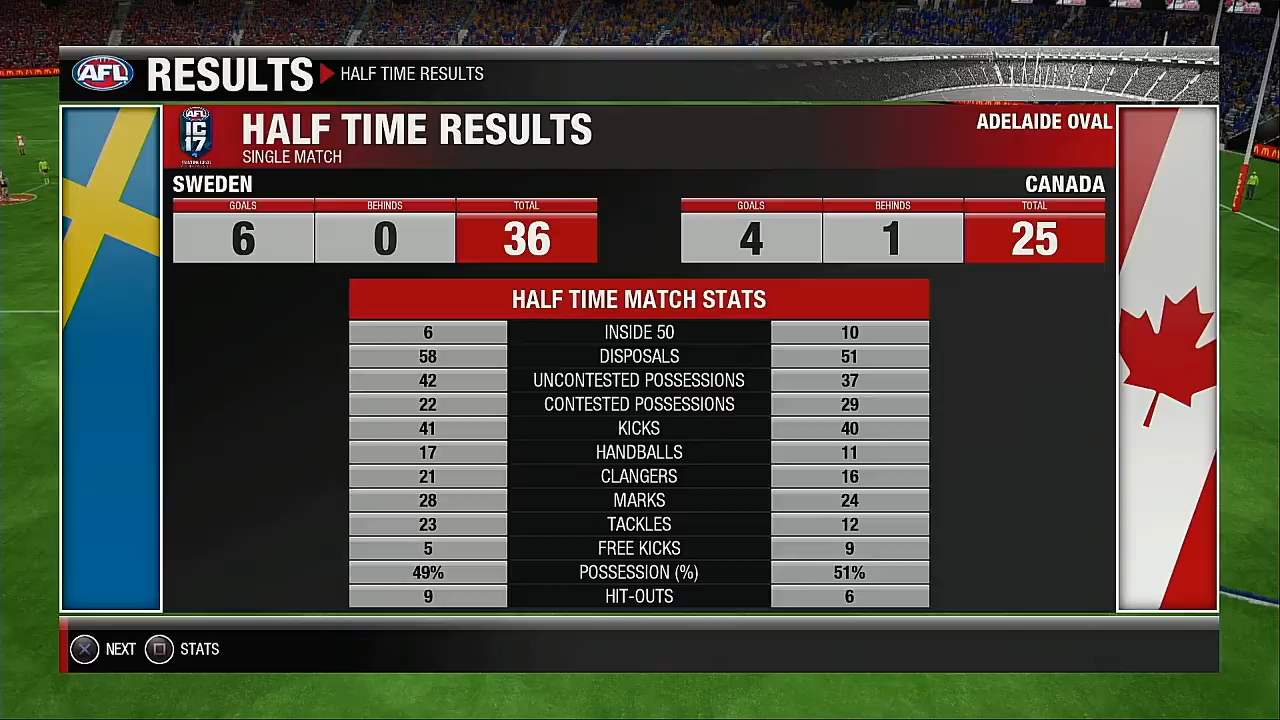 AFL RESULTS HALF TIME RESULTS
AFL
IC
17
HALF TIME RESULTS
SINGLE MATCH
ADELAIDE OVAL
SWEDEN
CANADA
GOALS BEHINDS TOTAL GOALS BEHINDS TOTAL
6 0 36 4 1 25
HALF TIME MATCH STATS
6 INSIDE 50 10
58 DISPOSALS 51
42 UNCONTESTED POSSESSIONS 37
22 CONTESTED POSSESSIONS 29
41 KICKS 40
17 HANDBALLS 11
21 CLANGERS 16
28 MARKS 24
23 TACKLES 12
5 FREE KICKS 9
49% POSSESSION (%) 51%
9 HIT-OUTS 6
NEXT STATS